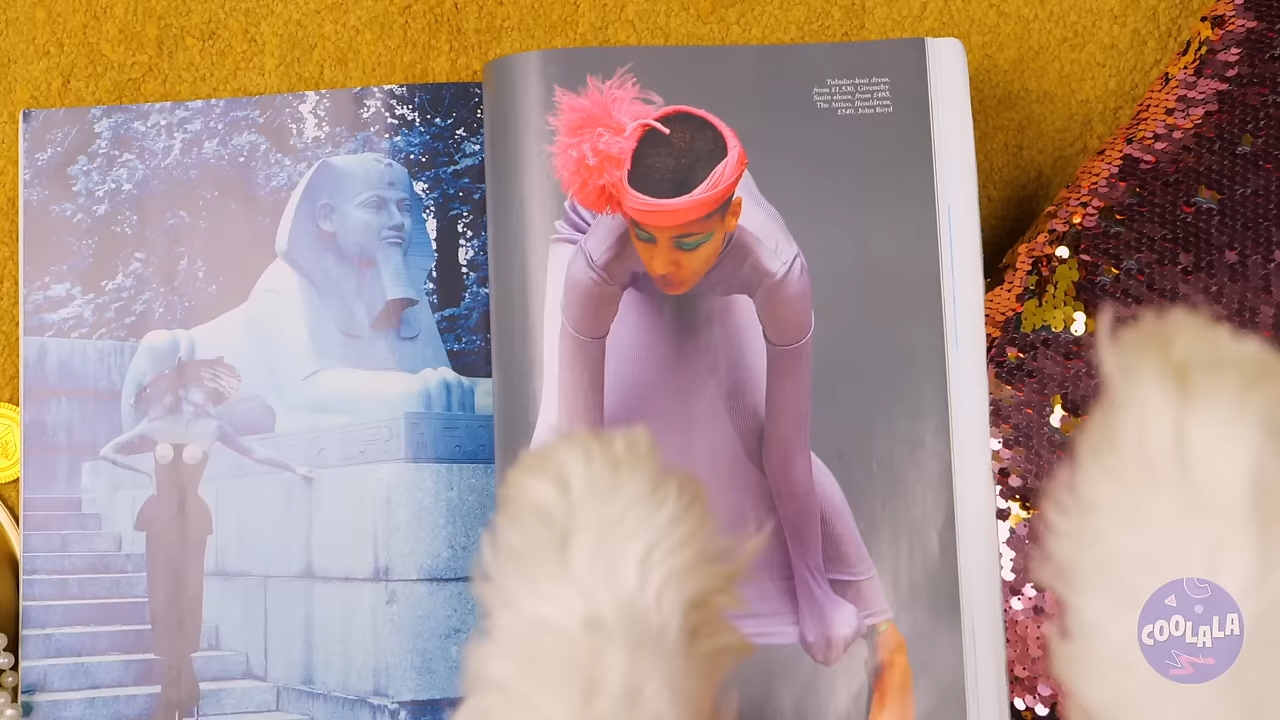 Tubular-knit dress,
from £1,530, Givenchy.
Satin shoes, from £485,
The Attico. Headdress,
£540, John Boyd
COOLALA